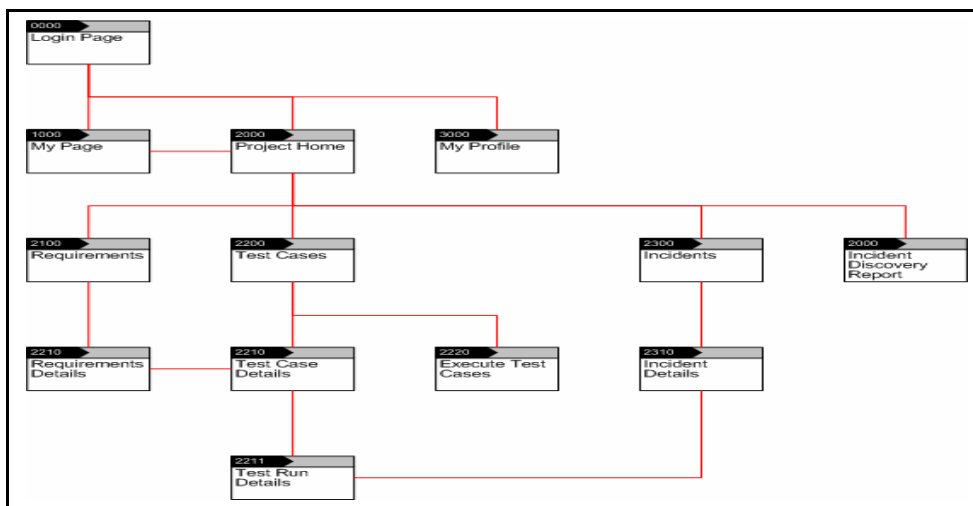 0000
Login Page
1000
My Page
2000
Project Home
3000
My Profile
2100
Requirements
2200
Test Cases
2300
Incidents
2000
Incident
Discovery
Report
2210
Requirements
Details
2210
Test Case
Details
2220
Execute Test
Cases
2310
Incident
Details
2211
Test Run
Details